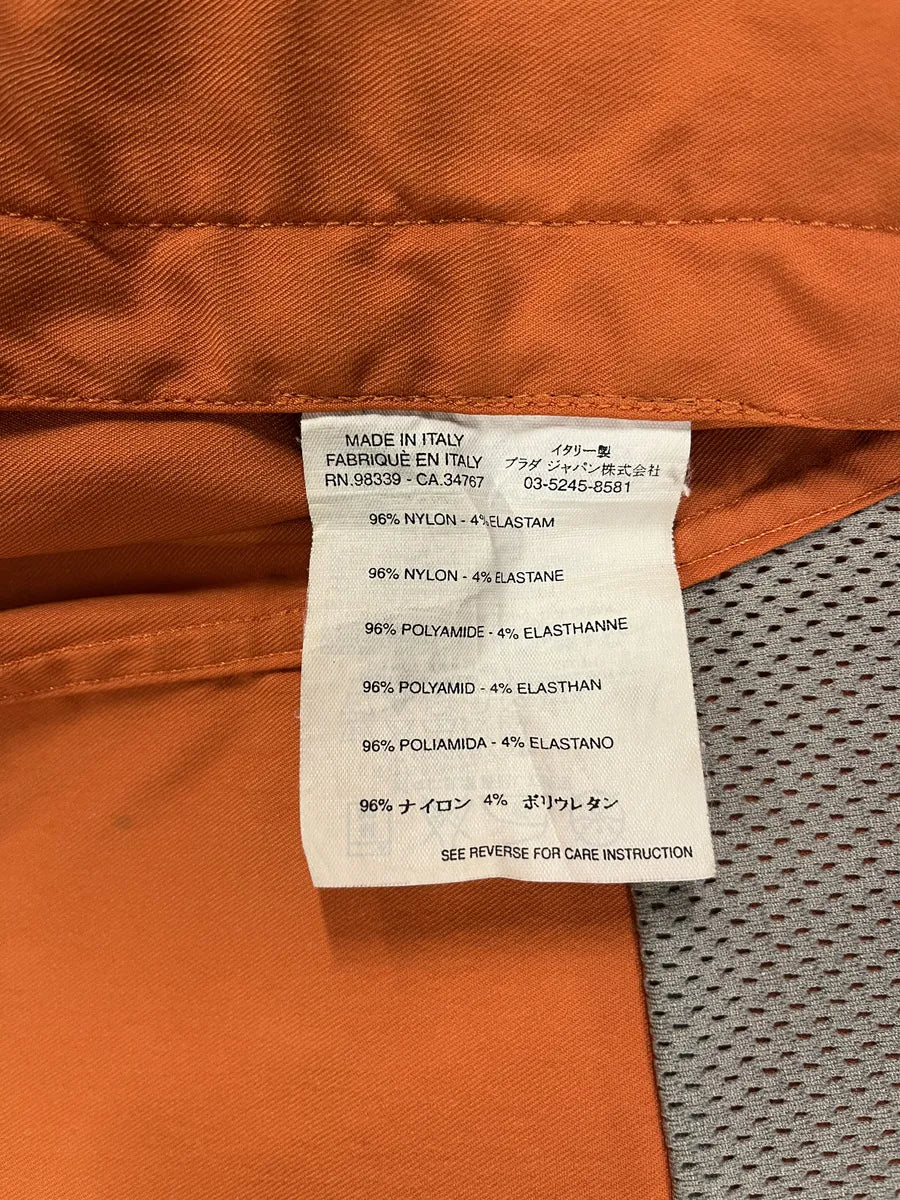 MADE IN ITALY
FABRIQUÈ EN ITALY
RN.98339 - CA.34767
イタリー製
プラダ ジャパン株式会社
03-5245-8581
96% NYLON - 4% ELASTAM
96% NYLON - 4% ELASTANE
96% POLYAMIDE - 4% ELASTHANNE
96% POLYAMID - 4% ELASTHAN
96% POLIAMIDA - 4% ELASTANO
96% ナイロン 4% ポリウレタン
SEE REVERSE FOR CARE INSTRUCTION